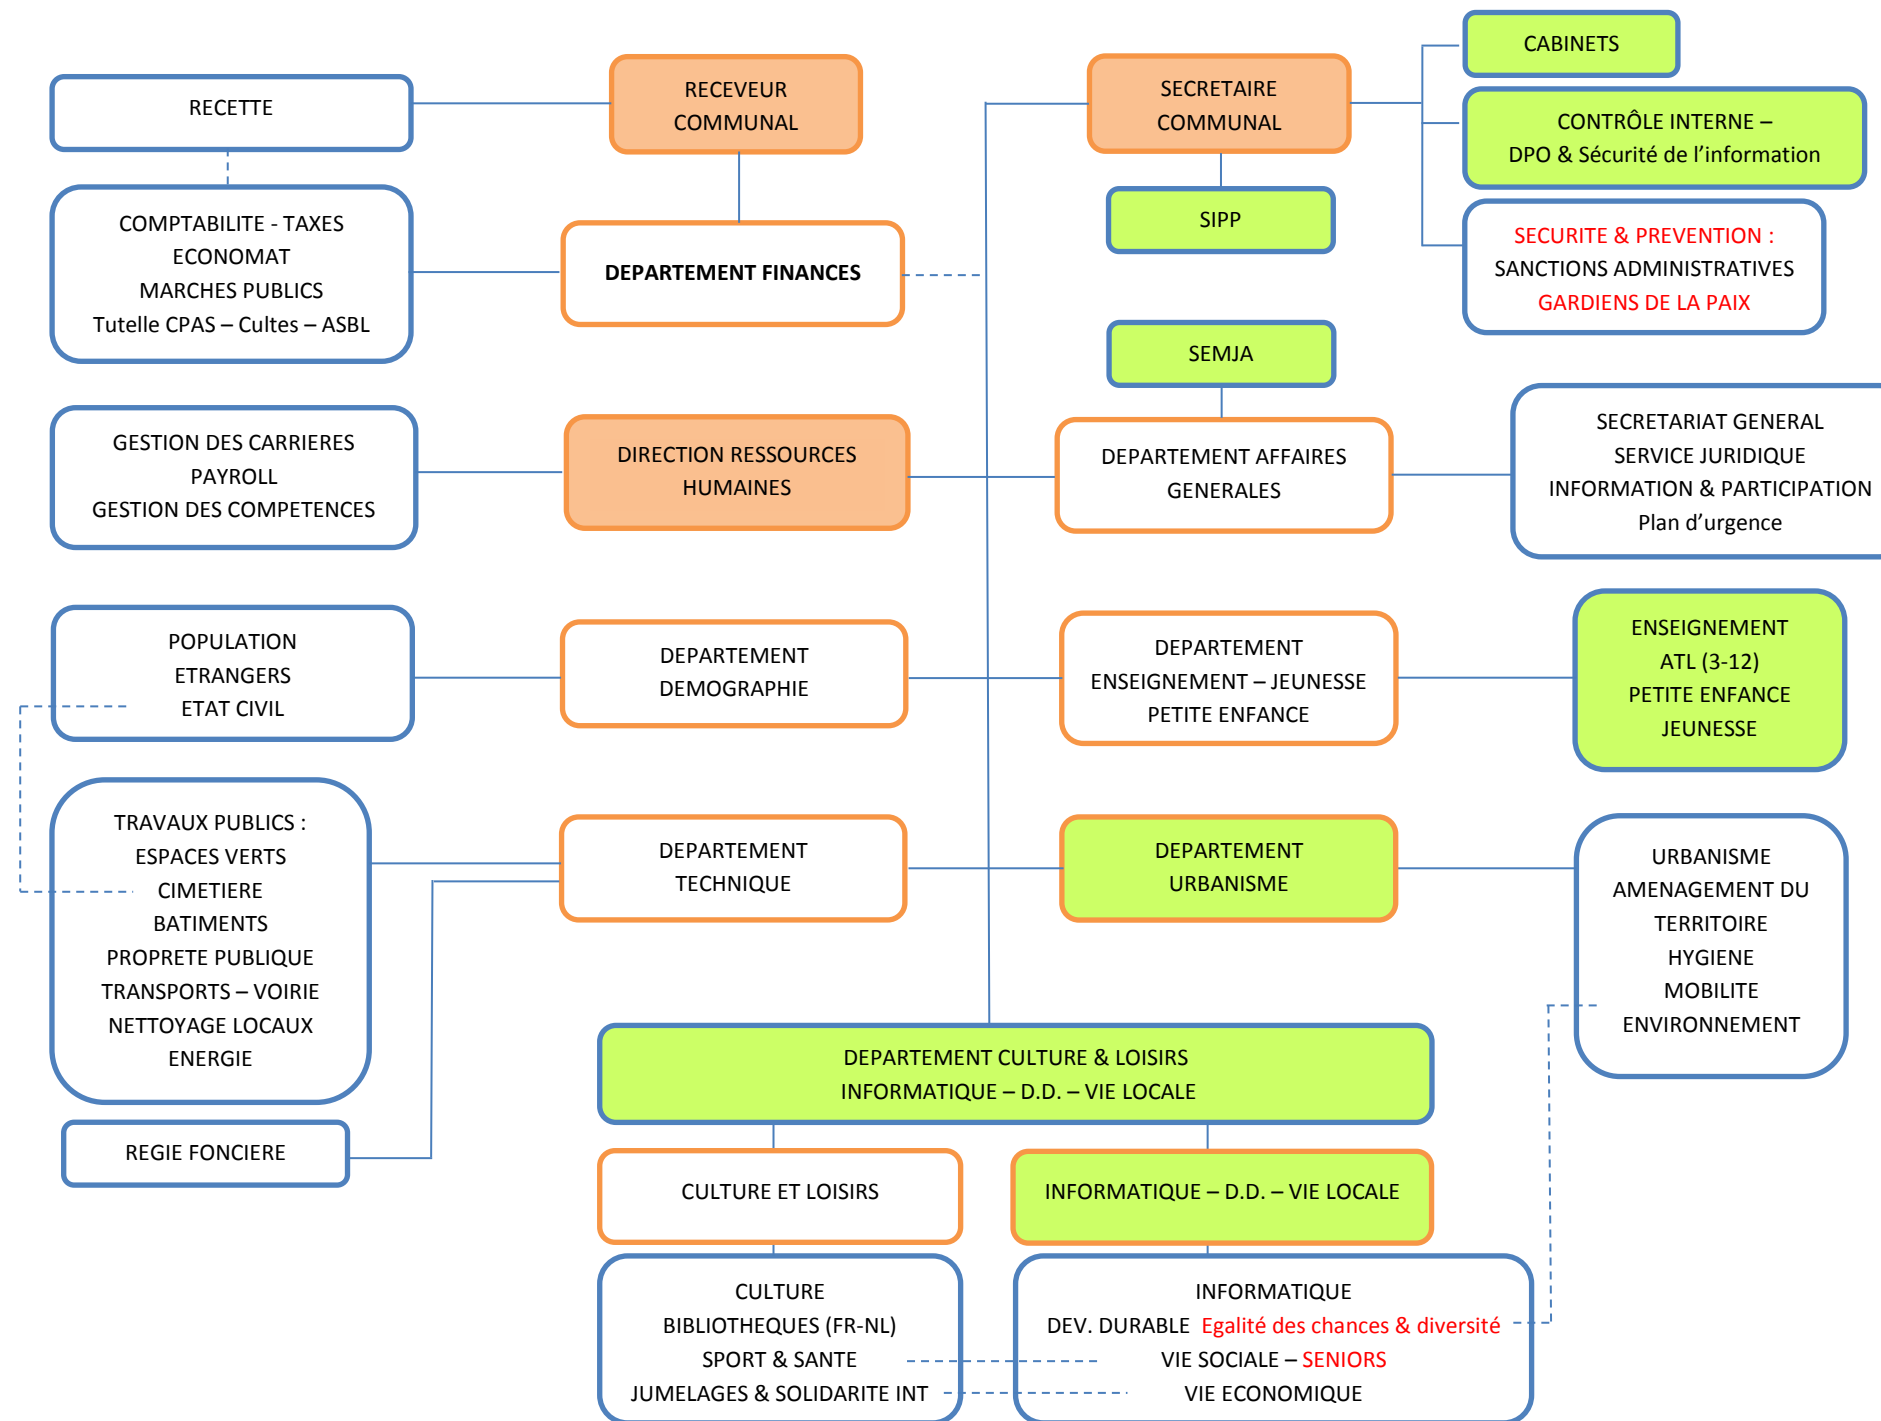 CABINETS
RECETTE
RECEVEUR
COMMUNAL
SECRETAIRE
COMMUNAL
CONTRÔLE INTERNE –
DPO & Sécurité de l’information
COMPTABILITE - TAXES
ECONOMAT
MARCHES PUBLICS
Tutelle CPAS – Cultes – ASBL
DEPARTEMENT FINANCES
SIPP
SECURITE & PREVENTION :
SANCTIONS ADMINISTRATIVES
GARDIENS DE LA PAIX
SEMJA
GESTION DES CARRIERES
PAYROLL
GESTION DES COMPETENCES
DIRECTION RESSOURCES
HUMAINES
DEPARTEMENT AFFAIRES
GENERALES
SECRETARIAT GENERAL
SERVICE JURIDIQUE
INFORMATION & PARTICIPATION
Plan d’urgence
POPULATION
ETRANGERS
ETAT CIVIL
DEPARTEMENT
DEMOGRAPHIE
DEPARTEMENT
ENSEIGNEMENT – JEUNESSE
PETITE ENFANCE
ENSEIGNEMENT
ATL (3-12)
PETITE ENFANCE
JEUNESSE
TRAVAUX PUBLICS :
ESPACES VERTS
CIMETIERE
BATIMENTS
PROPRETE PUBLIQUE
TRANSPORTS – VOIRIE
NETTOYAGE LOCAUX
ENERGIE
DEPARTEMENT
TECHNIQUE
DEPARTEMENT
URBANISME
URBANISME
AMENAGEMENT DU
TERRITOIRE
HYGIENE
MOBILITE
ENVIRONNEMENT
DEPARTEMENT CULTURE & LOISIRS
INFORMATIQUE – D.D. – VIE LOCALE
REGIE FONCIERE
CULTURE ET LOISIRS
INFORMATIQUE – D.D. – VIE LOCALE
CULTURE
BIBLIOTHEQUES (FR-NL)
SPORT & SANTE
JUMELAGES & SOLIDARITE INT
INFORMATIQUE
DEV. DURABLE Egalité des chances & diversité
VIE SOCIALE – SENIORS
VIE ECONOMIQUE